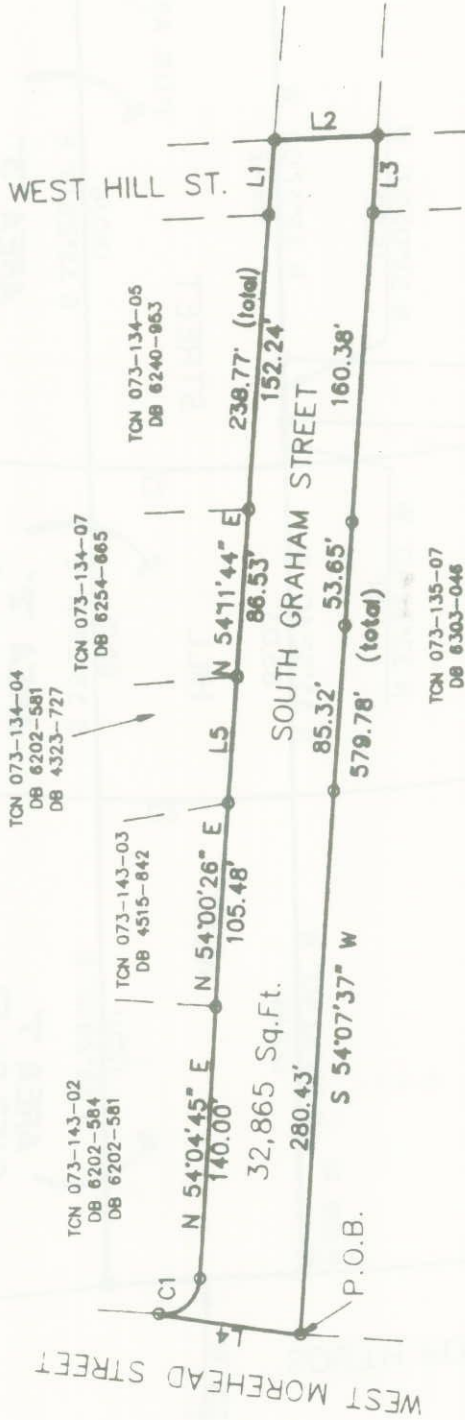 WEST HILL ST.
L1
L2
L3
TCN 073-134-05
DB 6240-953
238.77' (total)
152.24'
160.38'
TCN 073-134-07
DB 6254-665
N 54°11'44" E
86.53'
SOUTH GRAHAM STREET
53.65'
85.32'
(total)
579.78'
TCN 073-135-07
DB 6303-046
TCN 073-134-04
DB 6202-581
DB 4323-727
L5
TCN 073-143-03
DB 4515-842
N 54°00'26" E
105.48'
TCN 073-143-02
DB 6202-584
DB 6202-581
N 54°04'45" E
140.00'
32,865 Sq.Ft.
280.43'
S 54°07'37" W
C1
L4
P.O.B.
WEST MOREHEAD STREET